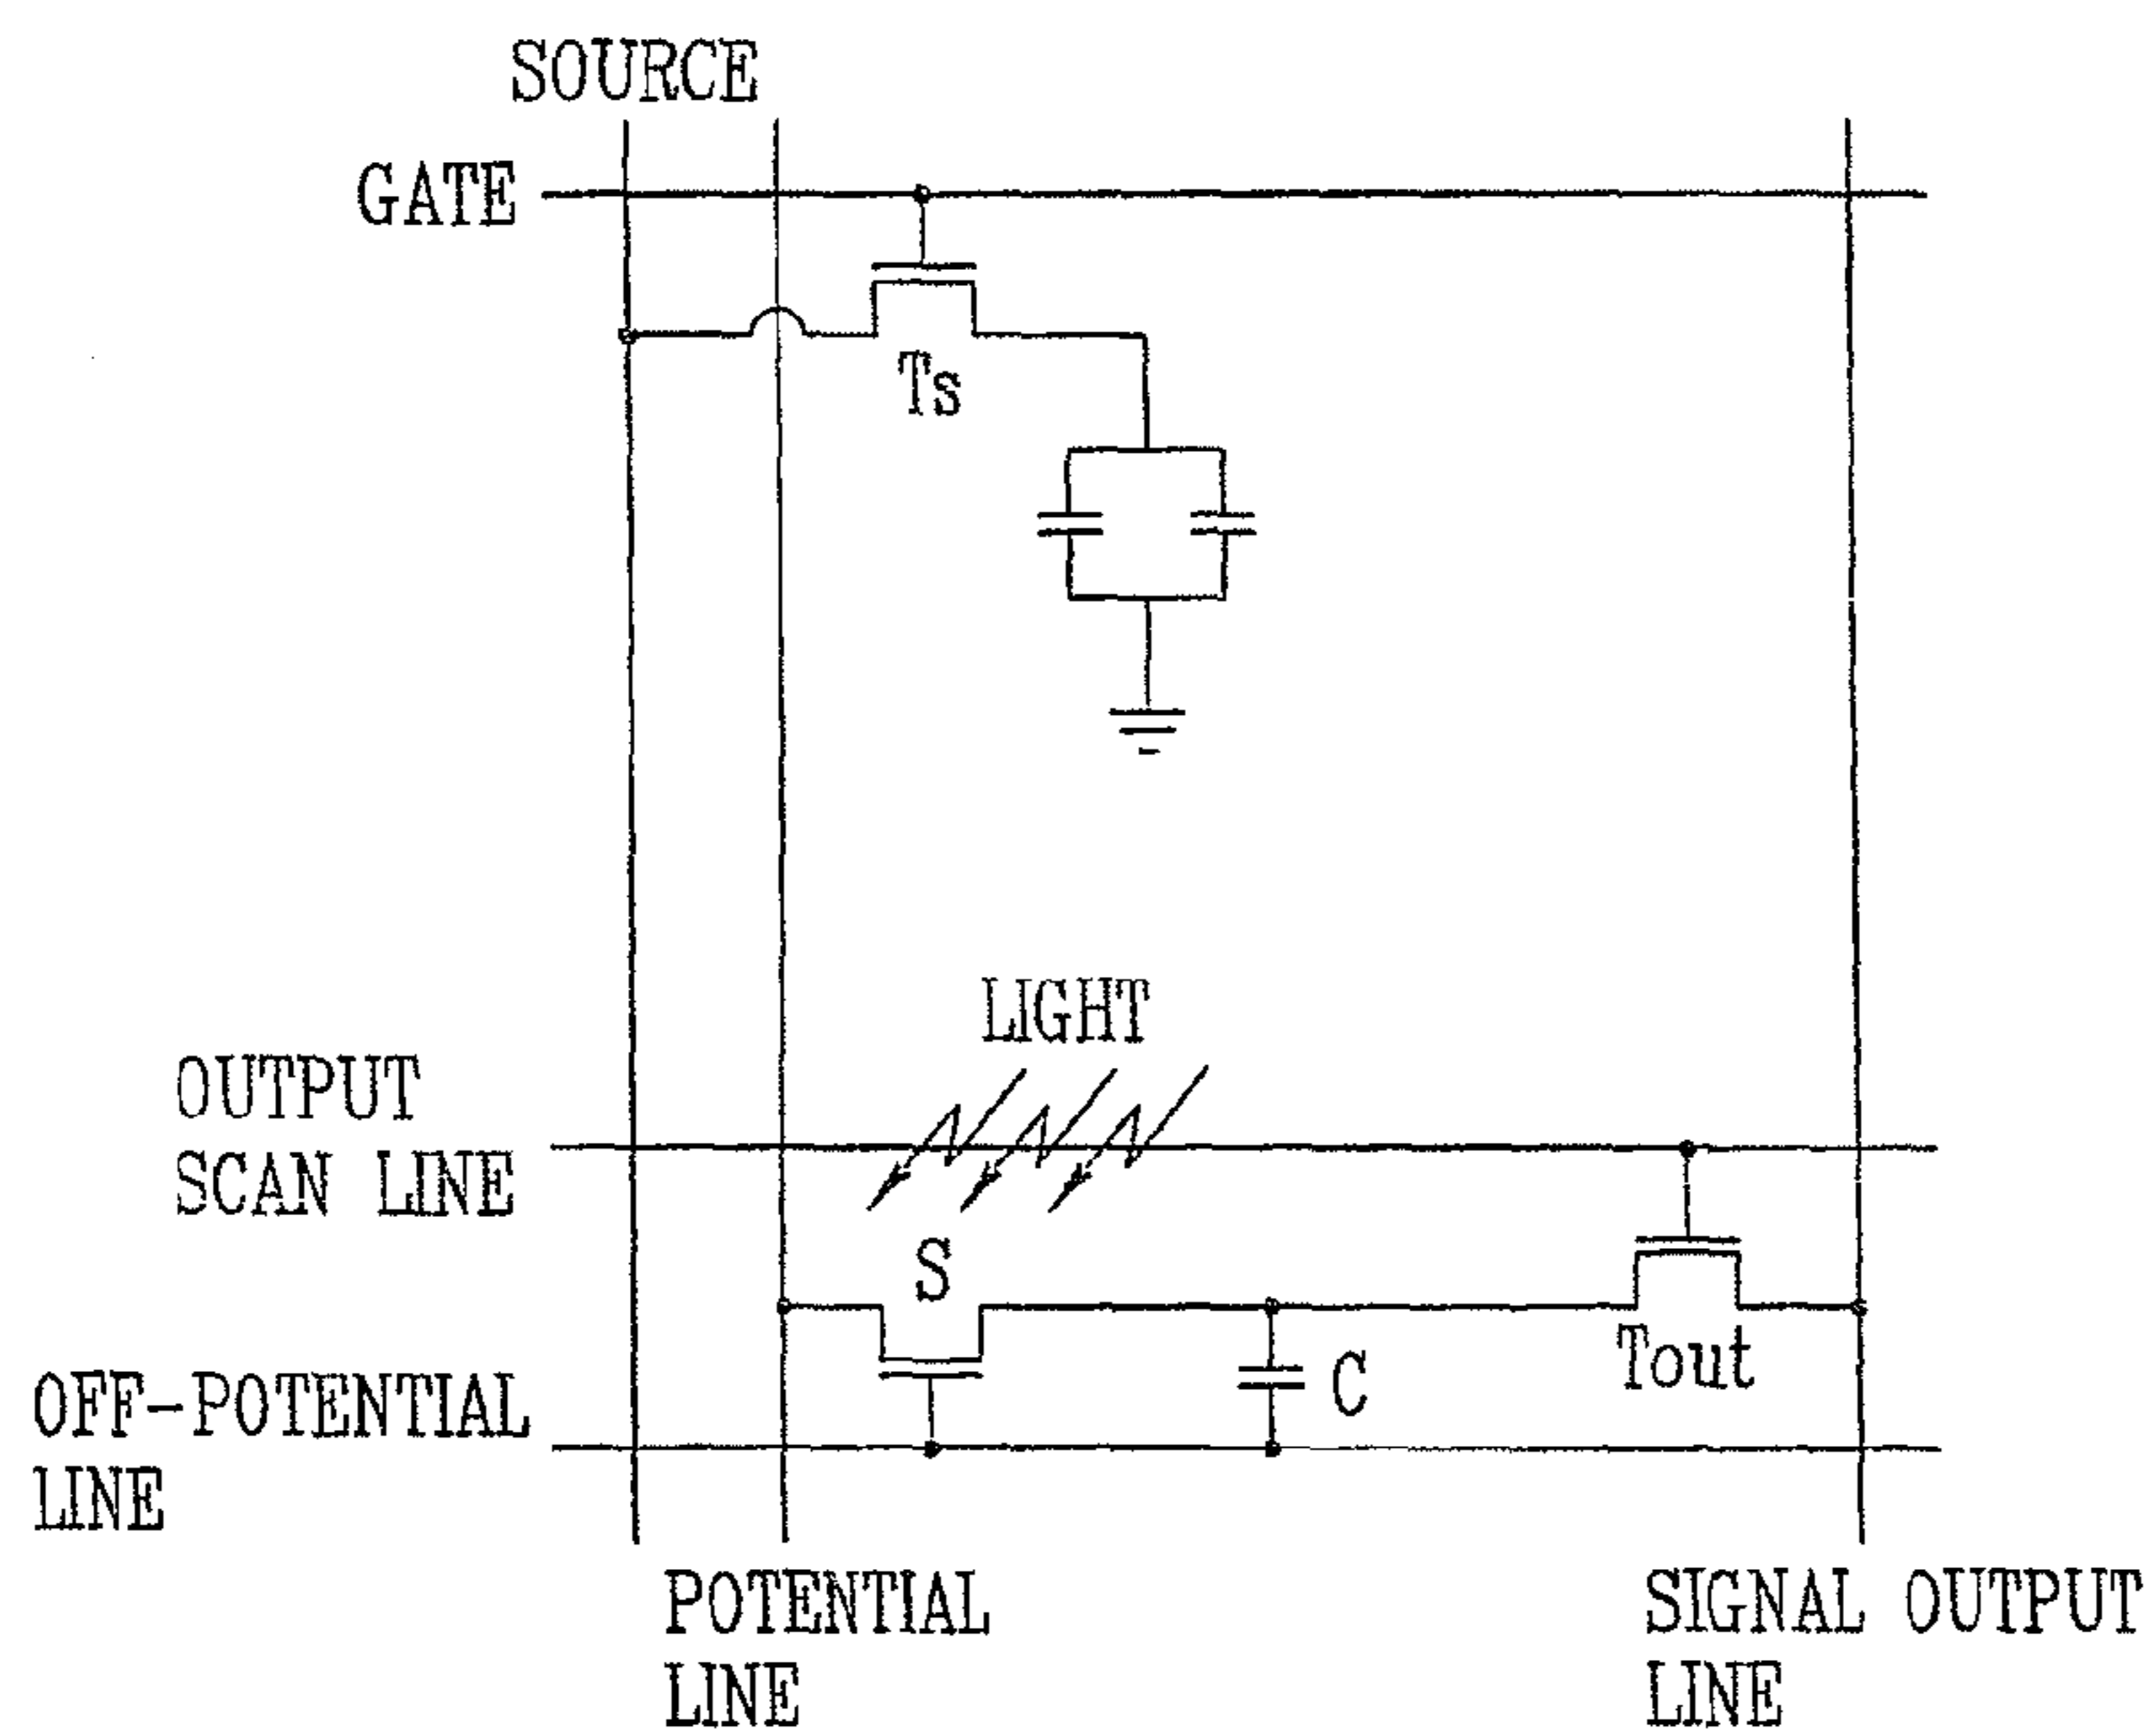 SOURCE
GATE
Ts
LIGHT
OUTPUT
SCAN LINE
S
Tout
C
OFF-POTENTIAL
LINE
POTENTIAL
LINE
SIGNAL OUTPUT
LINE